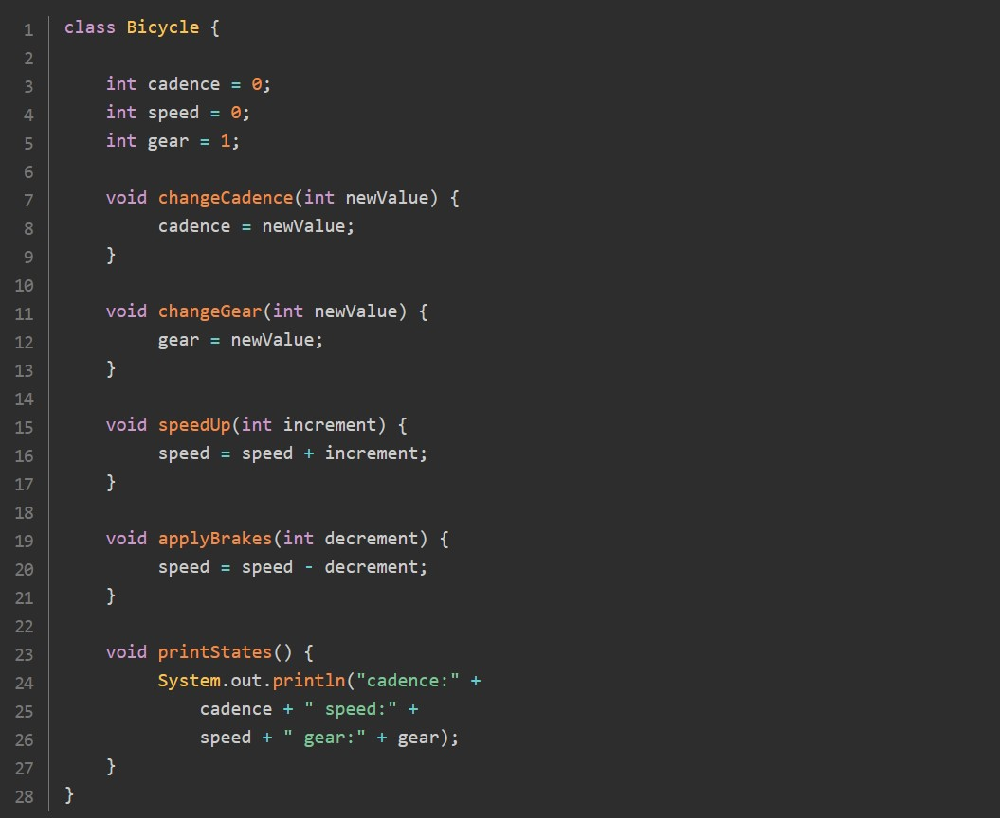 1 class Bicycle {
2
3     int cadence = 0;
4     int speed = 0;
5     int gear = 1;
6
7     void changeCadence(int newValue) {
8          cadence = newValue;
9     }
10
11     void changeGear(int newValue) {
12          gear = newValue;
13     }
14
15     void speedUp(int increment) {
16          speed = speed + increment;
17     }
18
19     void applyBrakes(int decrement) {
20          speed = speed - decrement;
21     }
22
23     void printStates() {
24          System.out.println("cadence:" +
25              cadence + " speed:" +
26              speed + " gear:" + gear);
27     }
28 }